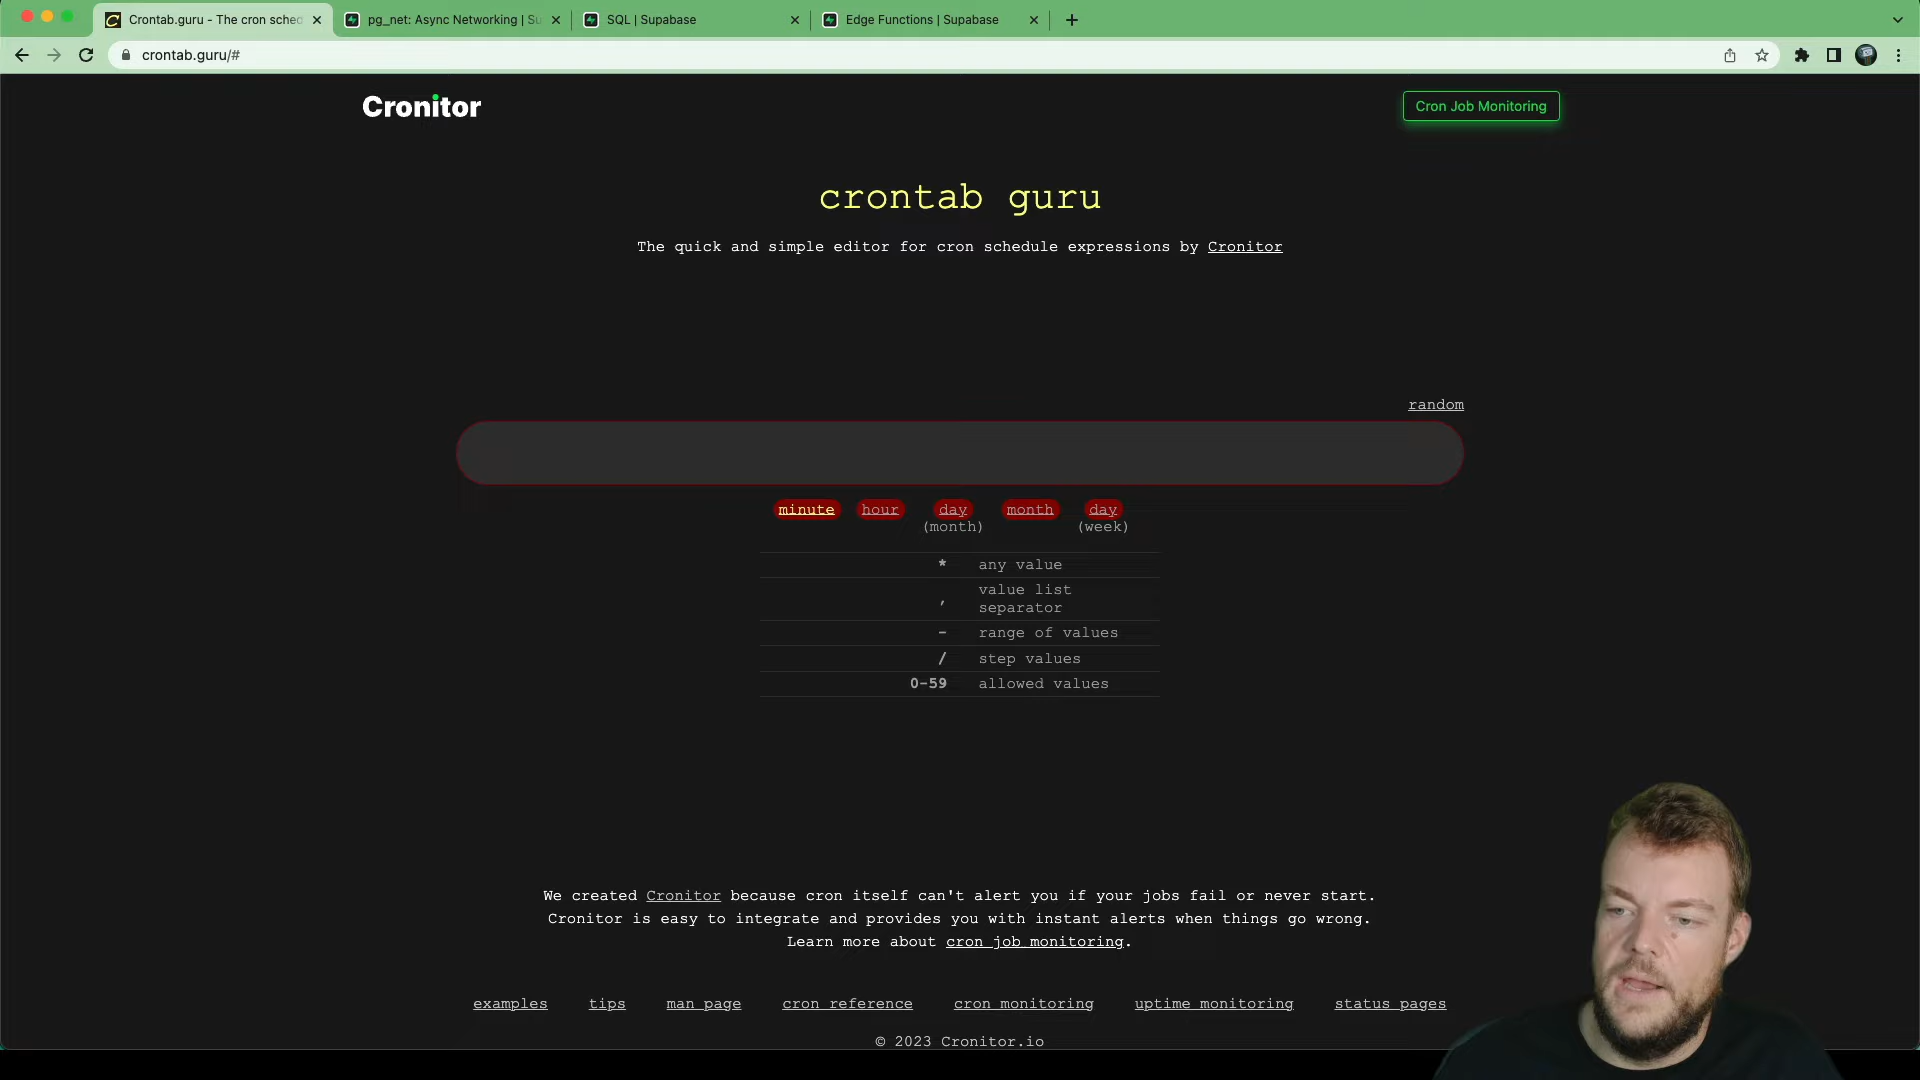 Crontab.guru - The cron sched
pg_net: Async Networking | Su
SQL | Supabase
Edge Functions | Supabase
crontab.guru/#
Cronitor
Cron Job Monitoring
crontab guru
The quick and simple editor for cron schedule expressions by Cronitor
random
minute hour day month day
(month) (week)
* any value
, value list
separator
- range of values
/ step values
0-59 allowed values
We created Cronitor because cron itself can't alert you if your jobs fail or never start.
Cronitor is easy to integrate and provides you with instant alerts when things go wrong.
Learn more about cron job monitoring.
examples tips man page cron reference cron monitoring uptime monitoring status pages
© 2023 Cronitor.io